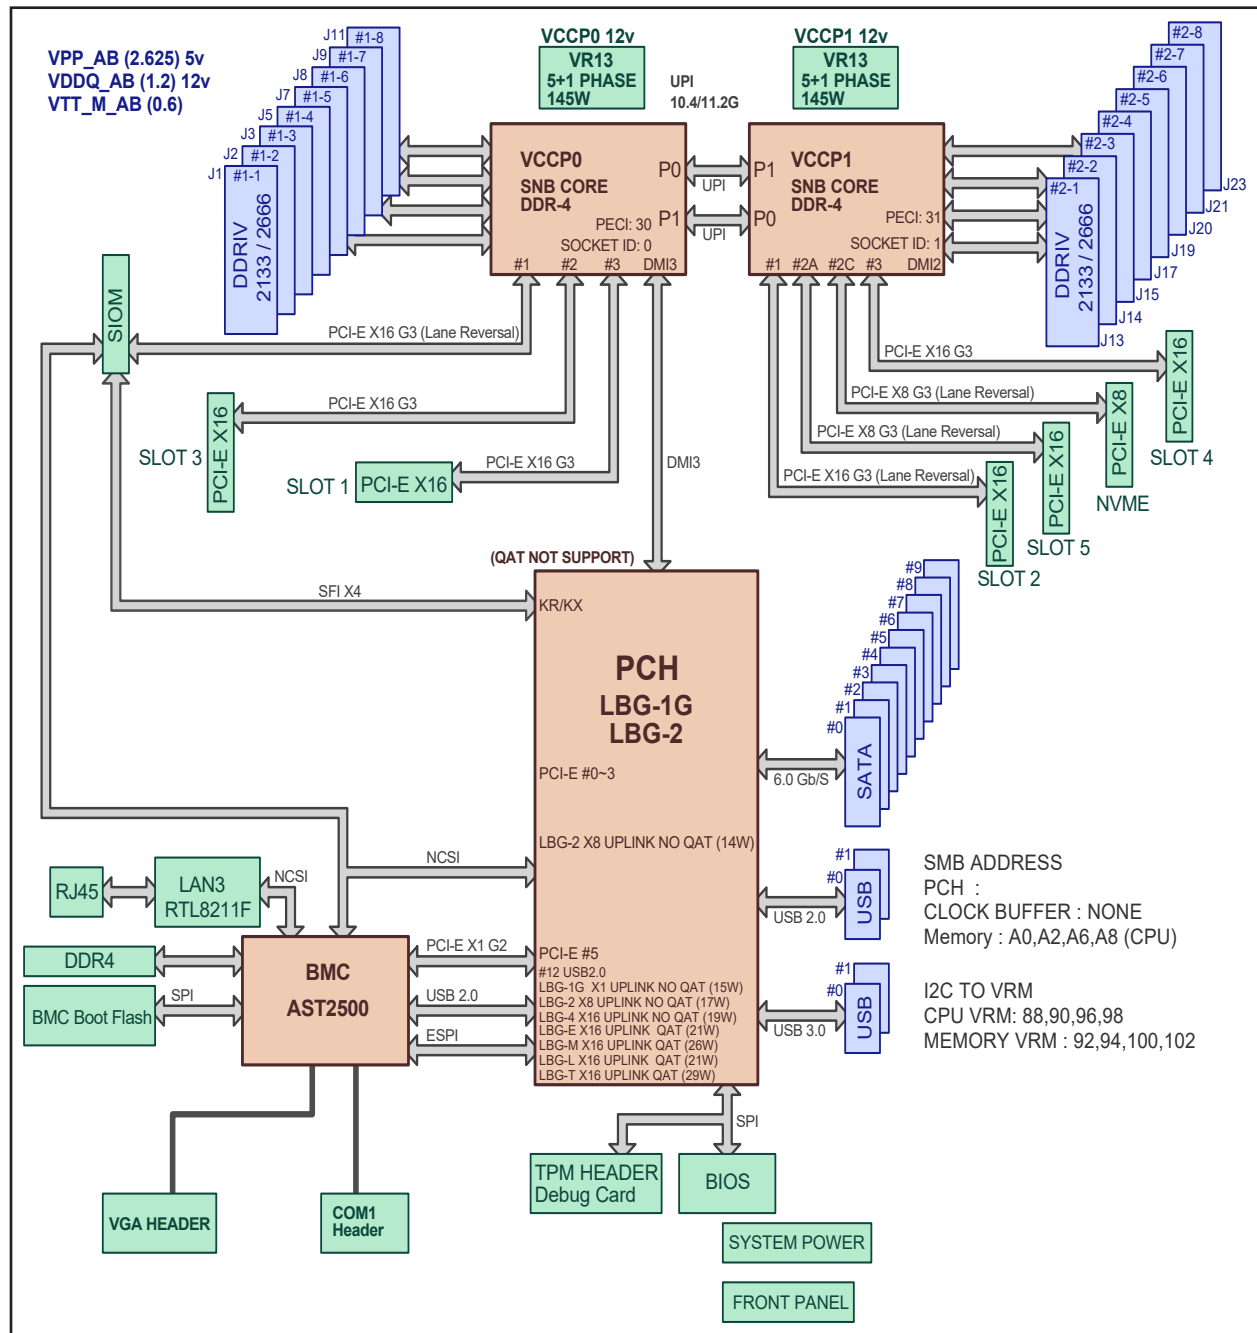 VPP_AB (2.625) 5v
VDDQ_AB (1.2) 12v
VTT_M_AB (0.6)
J11
#1-8
J9
#1-7
J8
#1-6
J7
#1-5
J5
#1-4
J3
#1-3
J2
#1-2
J1
#1-1
DDRIV
2133 / 2666
VCCP0 12v
VR13
5+1 PHASE
145W
UPI
10.4/11.2G
VCCP1 12v
VR13
5+1 PHASE
145W
#2-8
#2-7
#2-6
#2-5
#2-4
#2-3
#2-2
#2-1
DDRIV
2133 / 2666
J23
J21
J20
J19
J17
J15
J14
J13
VCCP0
SNB CORE
DDR-4
P0
P1
PECI: 30
SOCKET ID: 0
#1
#2
#3
DMI3
UPI
UPI
VCCP1
SNB CORE
DDR-4
P1
P0
PECI: 31
SOCKET ID: 1
#1
#2A
#2C
#3
DMI2
SIOM
PCI-E X16 G3 (Lane Reversal)
PCI-E X16 G3
PCI-E X16
SLOT 3
PCI-E X16 G3
SLOT 1
PCI-E X16
DMI3
PCI-E X16 G3
PCI-E X16
SLOT 4
PCI-E X8 G3 (Lane Reversal)
PCI-E X8
NVME
PCI-E X8 G3 (Lane Reversal)
PCI-E X16
SLOT 5
PCI-E X16 G3 (Lane Reversal)
PCI-E X16
SLOT 2
(QAT NOT SUPPORT)
SFI X4
KR/KX
PCH
LBG-1G
LBG-2
PCI-E #0~3
LBG-2 X8 UPLINK NO QAT (14W)
PCI-E #5
#12 USB2.0
LBG-1G X1 UPLINK NO QAT (15W)
LBG-2 X8 UPLINK NO QAT (17W)
LBG-4 X16 UPLINK NO QAT (19W)
LBG-E X16 UPLINK QAT (21W)
LBG-M X16 UPLINK QAT (26W)
LBG-L X16 UPLINK QAT (21W)
LBG-T X16 UPLINK QAT (29W)
#9
#8
#7
#6
#5
#4
#3
#2
#1
#0
SATA
6.0 Gb/S
#1
#0
USB
USB 2.0
#1
#0
USB
USB 3.0
SMB ADDRESS
PCH :
CLOCK BUFFER : NONE
Memory : A0,A2,A6,A8 (CPU)
I2C TO VRM
CPU VRM: 88,90,96,98
MEMORY VRM : 92,94,100,102
NCSI
RJ45
LAN3
RTL8211F
NCSI
DDR4
BMC Boot Flash
SPI
BMC
AST2500
PCI-E X1 G2
USB 2.0
ESPI
VGA HEADER
COM1
Header
SPI
TPM HEADER
Debug Card
BIOS
SYSTEM POWER
FRONT PANEL